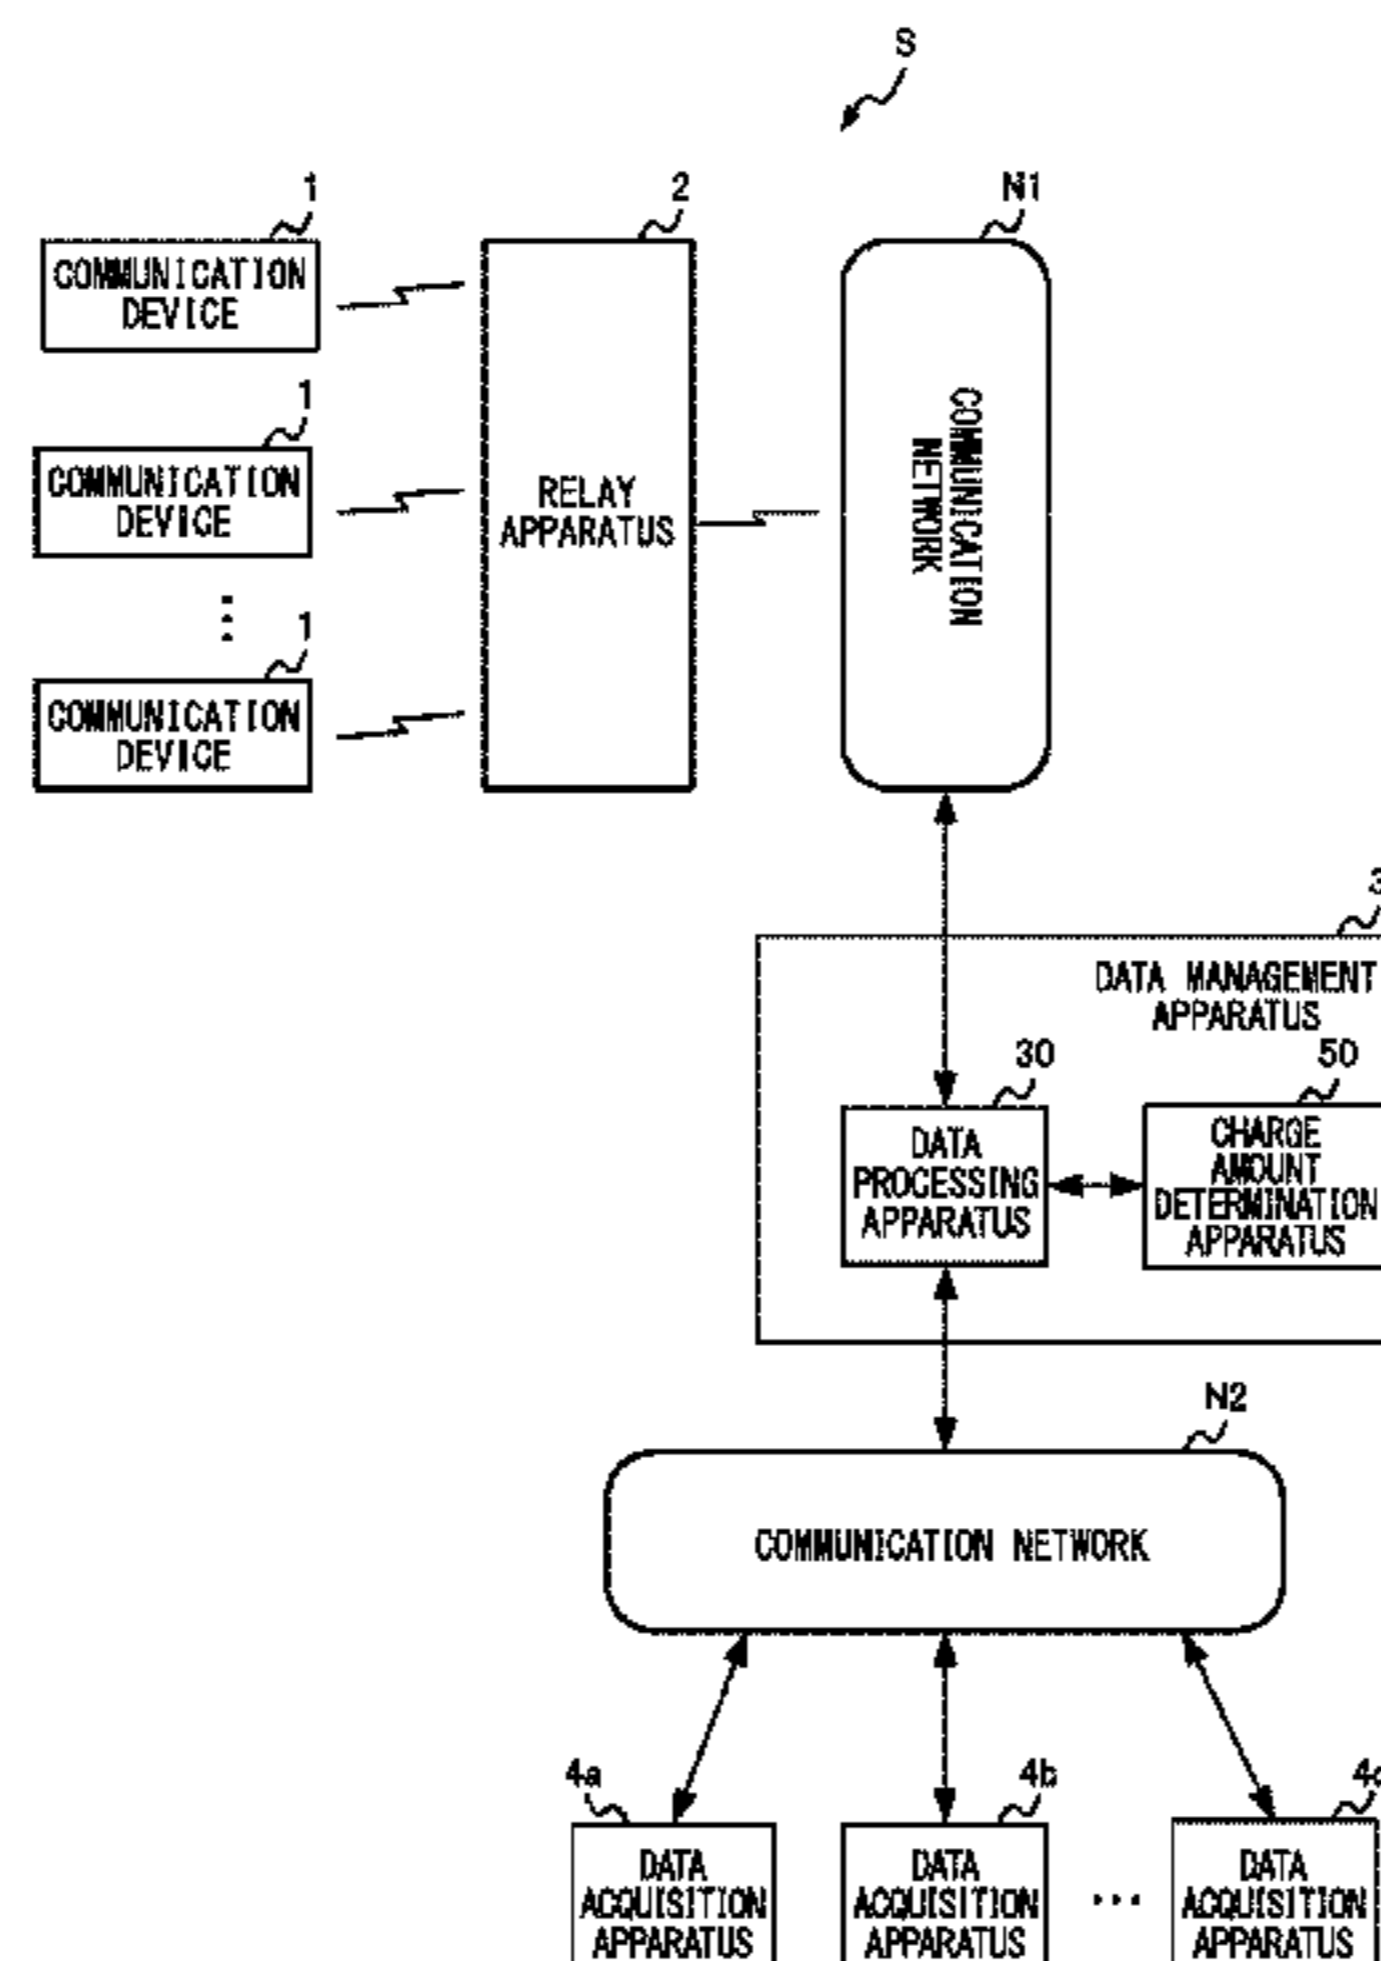 S
1
2
N1
COMMUNICATION
DEVICE
1
COMMUNICATION
DEVICE
1
COMMUNICATION
DEVICE
RELAY
APPARATUS
COMMUNICATION
NETWORK
3
DATA MANAGEMENT
APPARATUS
30
50
DATA
PROCESSING
APPARATUS
CHARGE
AMOUNT
DETERMINATION
APPARATUS
N2
COMMUNICATION NETWORK
4a
4b
DATA
ACQUISITION
APPARATUS
DATA
ACQUISITION
APPARATUS
...
DATA
ACQUISITION
APPARATUS